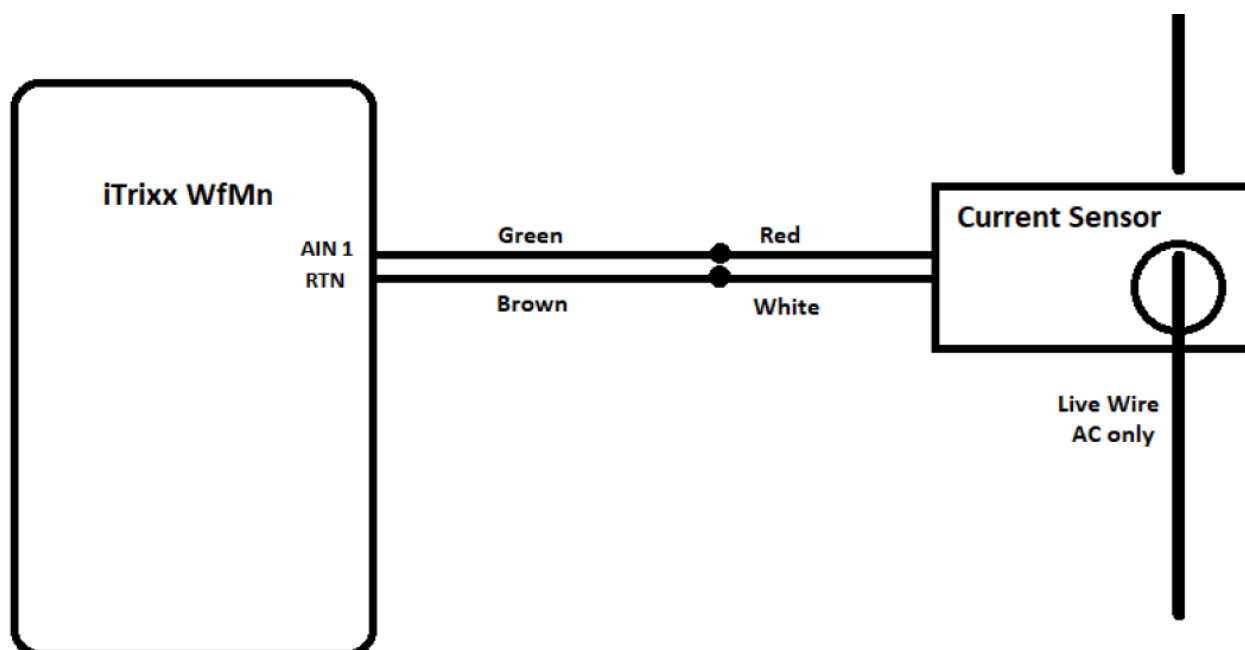 iTrixx WfMn
Current Sensor
AIN 1
Green
Red
RTN
Brown
White
Live Wire
AC only